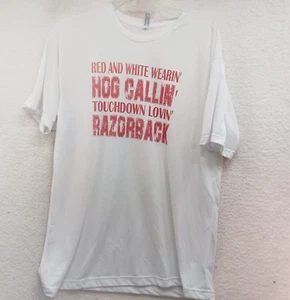 RED AND WHITE WEARIN'
HOG CALLIN'
TOUCHDOWN LOVIN'
RAZORBACK